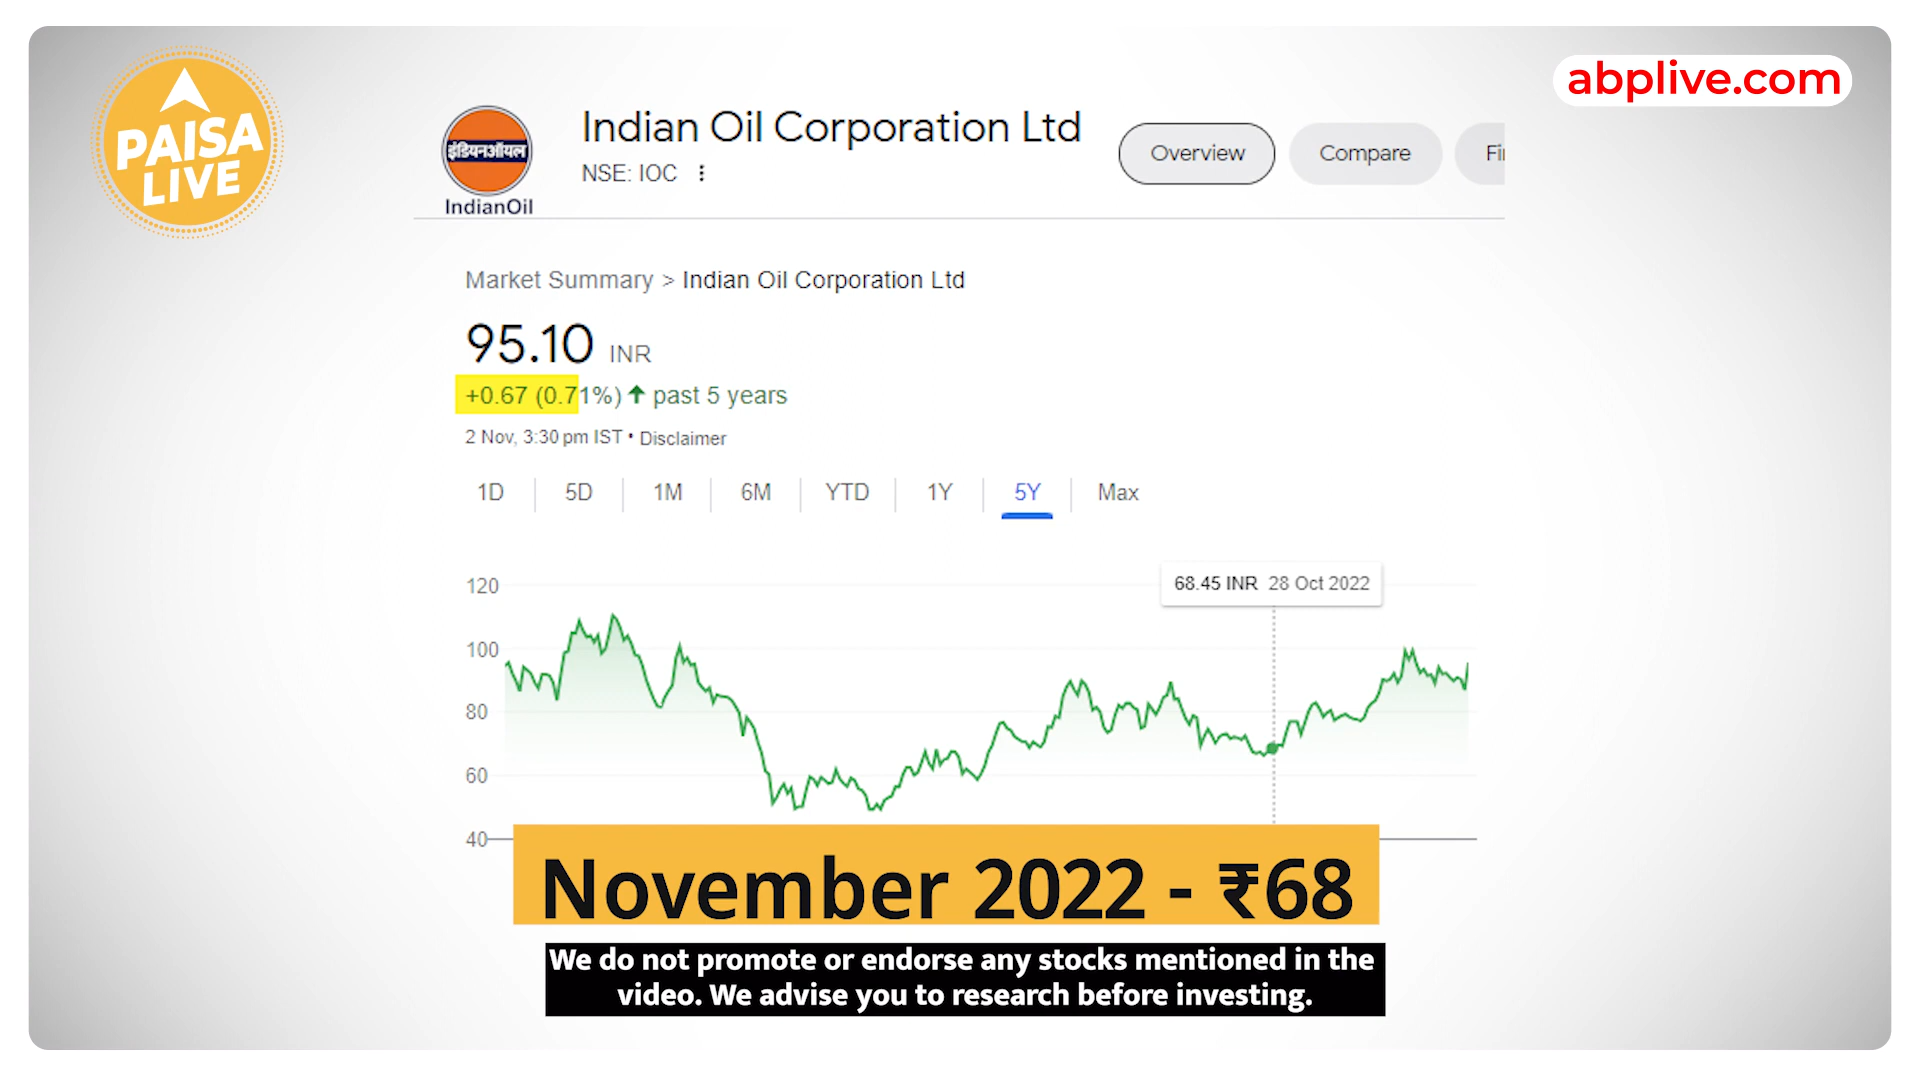 PAISA
LIVE
abplive.com
इंडियनऑयल
IndianOil
Indian Oil Corporation Ltd
NSE: IOC
Overview
Compare
Market Summary > Indian Oil Corporation Ltd
95.10 INR
+0.67 (0.71%) ↑ past 5 years
2 Nov, 3:30 pm IST • Disclaimer
1D 5D 1M 6M YTD 1Y 5Y Max
68.45 INR 28 Oct 2022
120
100
80
60
40
November 2022 - ₹68
We do not promote or endorse any stocks mentioned in the
video. We advise you to research before investing.